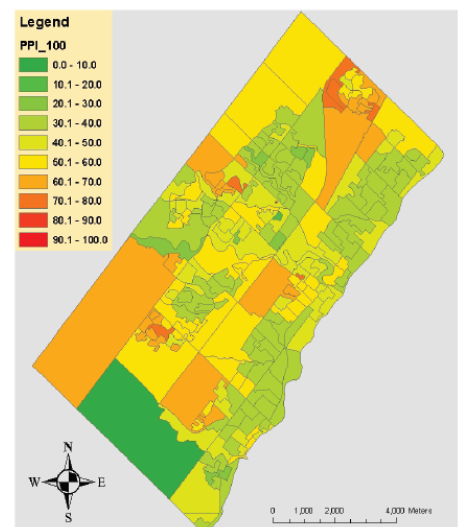 Legend
PPI_100
0.0 - 10.0
10.1 - 20.0
20.1 - 30.0
30.1 - 40.0
40.1 - 50.0
50.1 - 60.0
60.1 - 70.0
70.1 - 80.0
80.1 - 90.0
90.1 - 100.0
N
W E
S
0 1,000 2,000 4,000 Meters